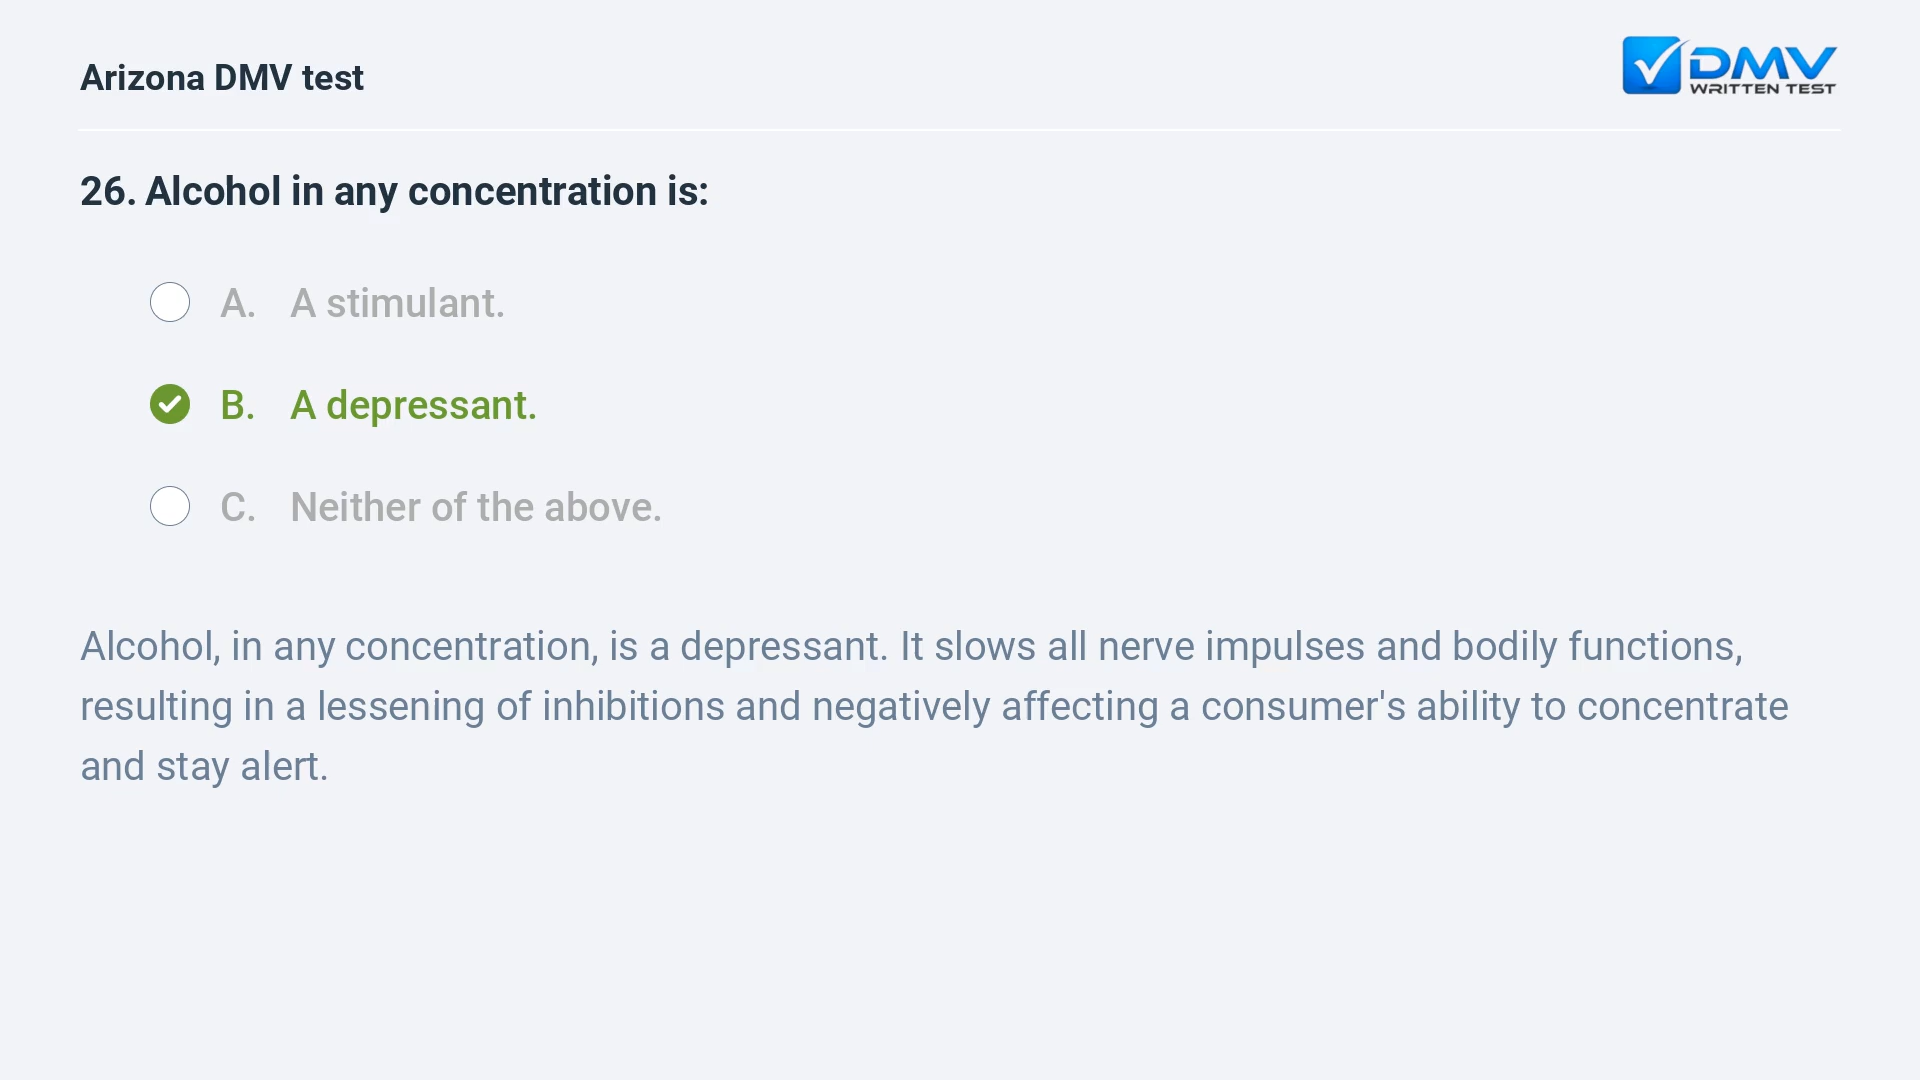 Arizona DMV test
DMV
WRITTEN TEST
26. Alcohol in any concentration is:
A. A stimulant.
B. A depressant.
C. Neither of the above.
Alcohol, in any concentration, is a depressant. It slows all nerve impulses and bodily functions,
resulting in a lessening of inhibitions and negatively affecting a consumer's ability to concentrate
and stay alert.